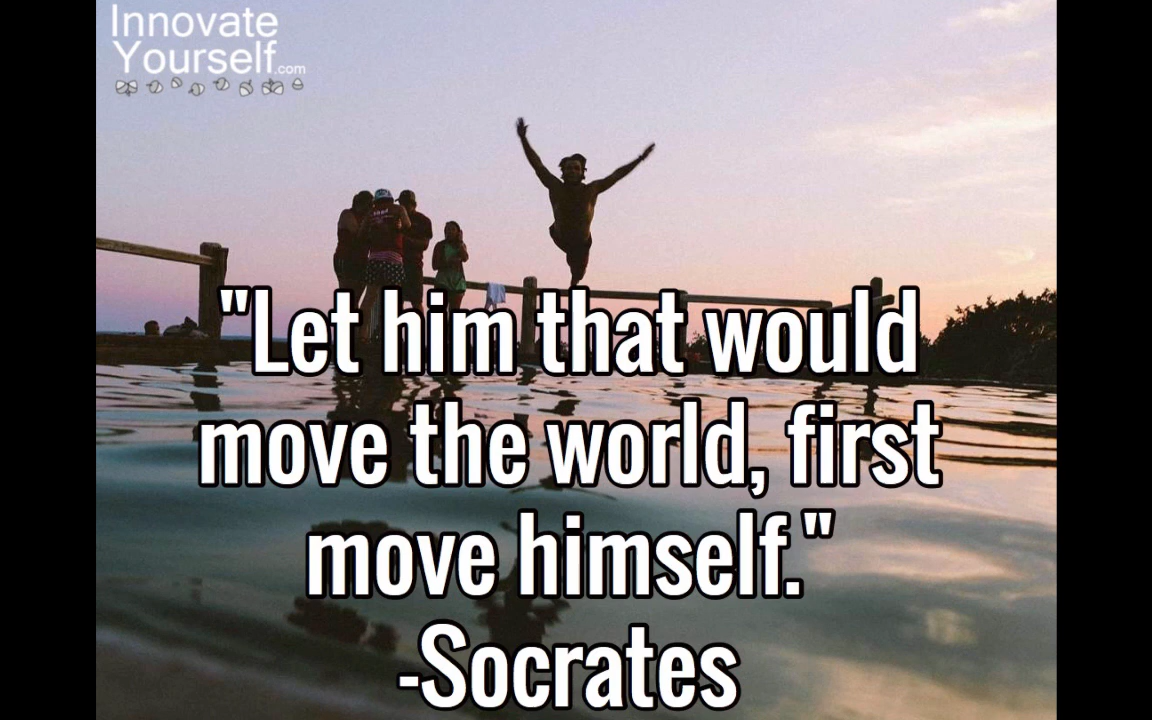 Innovate
Yourself.com
"Let him that would
move the world, first
move himself."
-Socrates